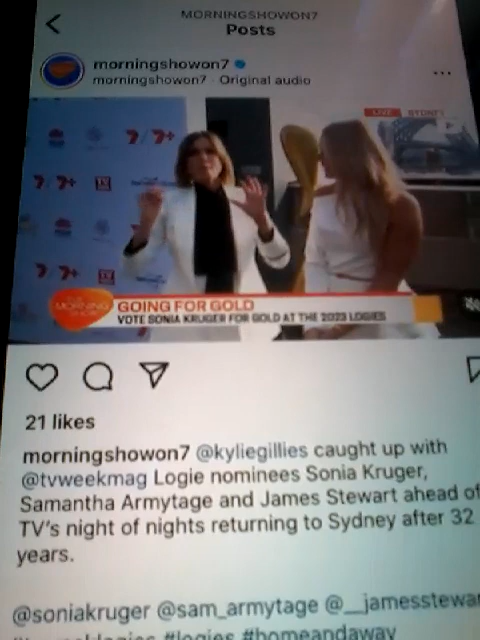 MORNINGSHOWON7
Posts
morningshowon7
morningshowon7 · Original audio
LIVE SYDNEY
7/7+
7/7+
7/7+
MORNING
GOING FOR GOLD
VOTE SONIA KRUGER FOR GOLD AT THE 2023 LOGIES
21 likes
morningshowon7 @kyliegillies caught up with
@tvweekmag Logie nominees Sonia Kruger,
Samantha Armytage and James Stewart ahead of
TV's night of nights returning to Sydney after 32
years.
@soniakruger @sam_armytage @__jamesstewar
#logies #homeandaway